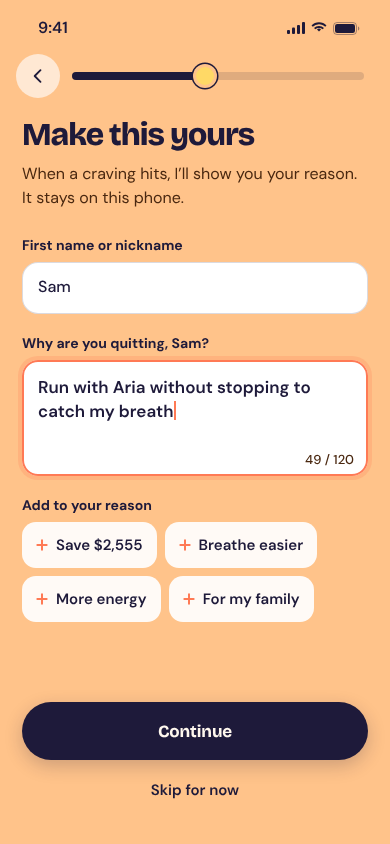 9:41
Make this yours
When a craving hits, I’ll show you your reason.
It stays on this phone.
First name or nickname
Sam
Why are you quitting, Sam?
Run with Aria without stopping to
catch my breath
49 / 120
Add to your reason
+ Save $2,555
+ Breathe easier
+ More energy
+ For my family
Continue
Skip for now